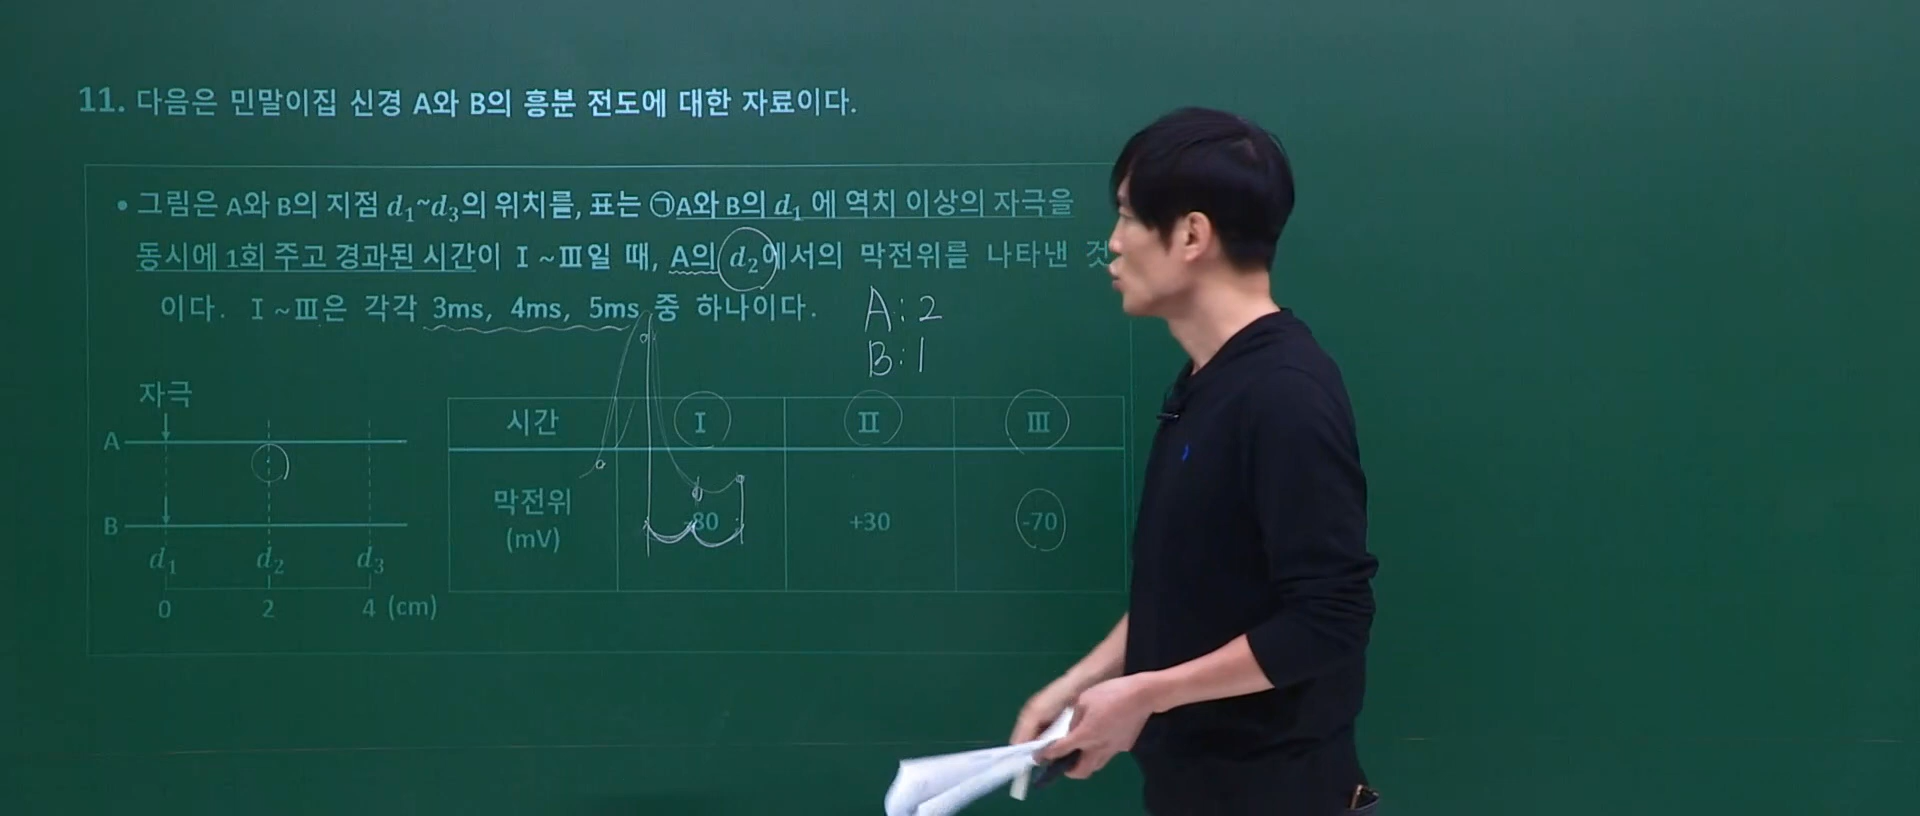 11. 다음은 민말이집 신경 A와 B의 흥분 전도에 대한 자료이다.
• 그림은 A와 B의 지점 d₁~d₃의 위치를, 표는 ㉠A와 B의 d₁에 역치 이상의 자극을
동시에 1회 주고 경과된 시간이 Ⅰ~Ⅲ일 때, A의 d₂에서의 막전위를 나타낸 것
이다. Ⅰ~Ⅲ은 각각 3ms, 4ms, 5ms 중 하나이다.
A : 2
B : 1
자극
A
B
d₁ d₂ d₃
0 2 4 (cm)
시간 Ⅰ Ⅱ Ⅲ
막전위 (mV) -80 +30 -70